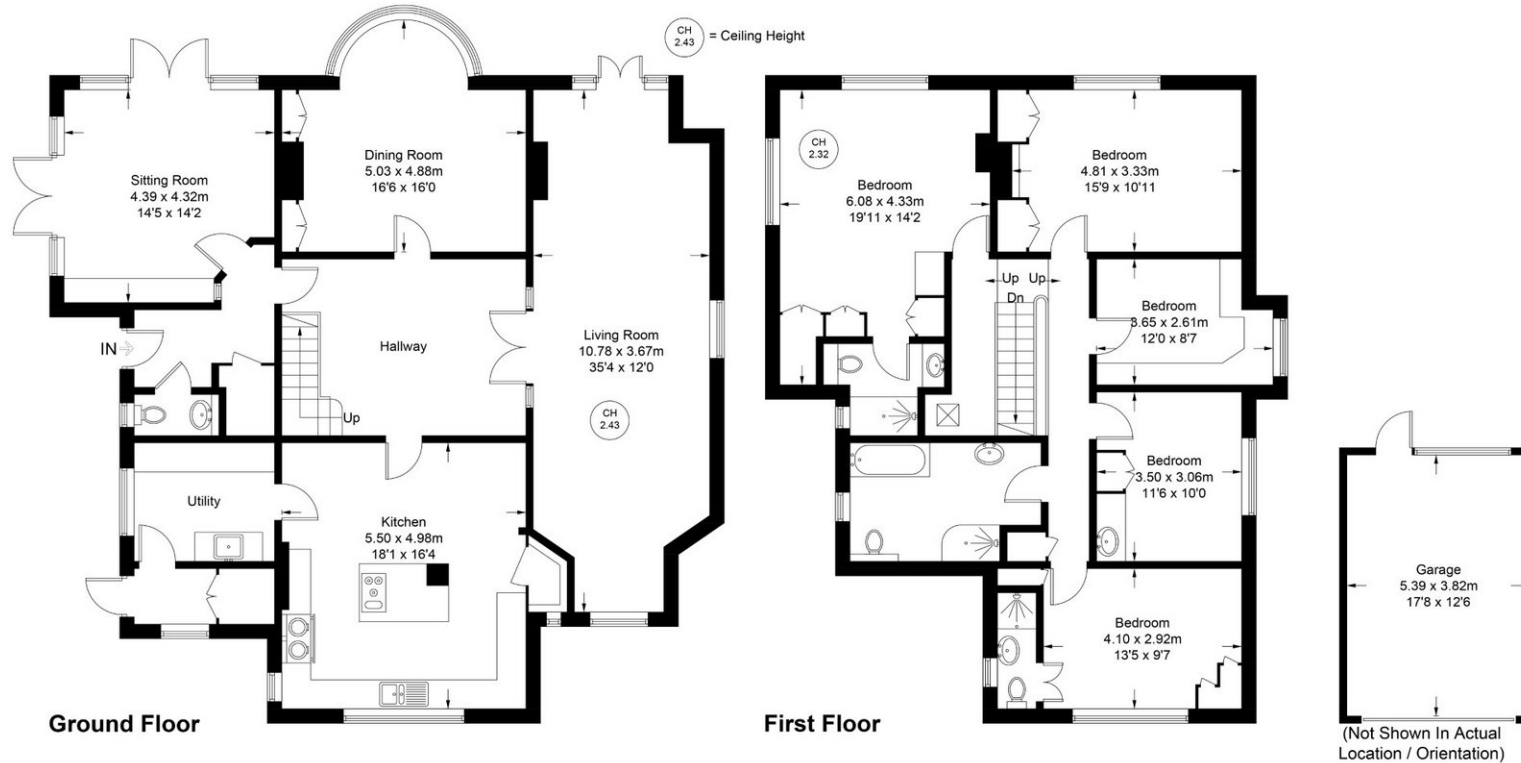 CH
2.43
= Ceiling Height
Sitting Room
4.39 x 4.32m
14'5 x 14'2
Dining Room
5.03 x 4.88m
16'6 x 16'0
IN
Hallway
Up
Living Room
10.78 x 3.67m
35'4 x 12'0
CH
2.43
Utility
Kitchen
5.50 x 4.98m
18'1 x 16'4
Ground Floor
CH
2.32
Bedroom
6.08 x 4.33m
19'11 x 14'2
Bedroom
4.81 x 3.33m
15'9 x 10'11
Up Up
Dn
Bedroom
3.65 x 2.61m
12'0 x 8'7
Bedroom
3.50 x 3.06m
11'6 x 10'0
Bedroom
4.10 x 2.92m
13'5 x 9'7
First Floor
Garage
5.39 x 3.82m
17'8 x 12'6
(Not Shown In Actual
Location / Orientation)